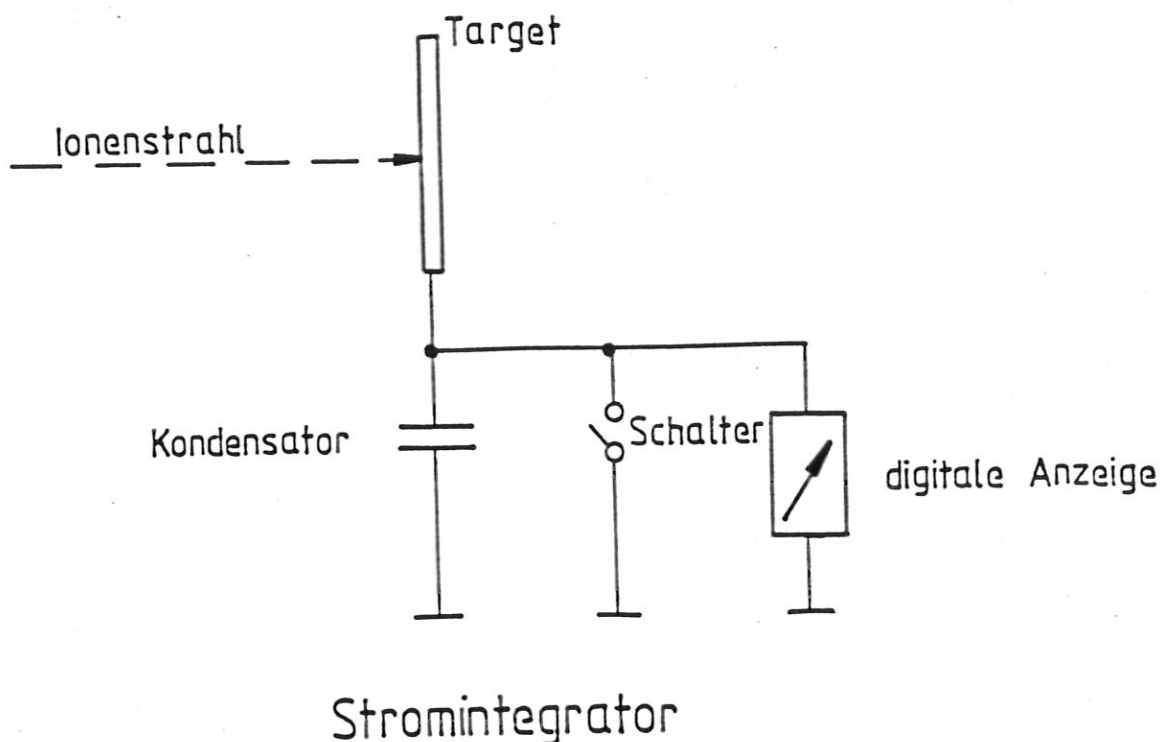 Target
Ionenstrahl
Kondensator
Schalter
digitale Anzeige
Stromintegrator